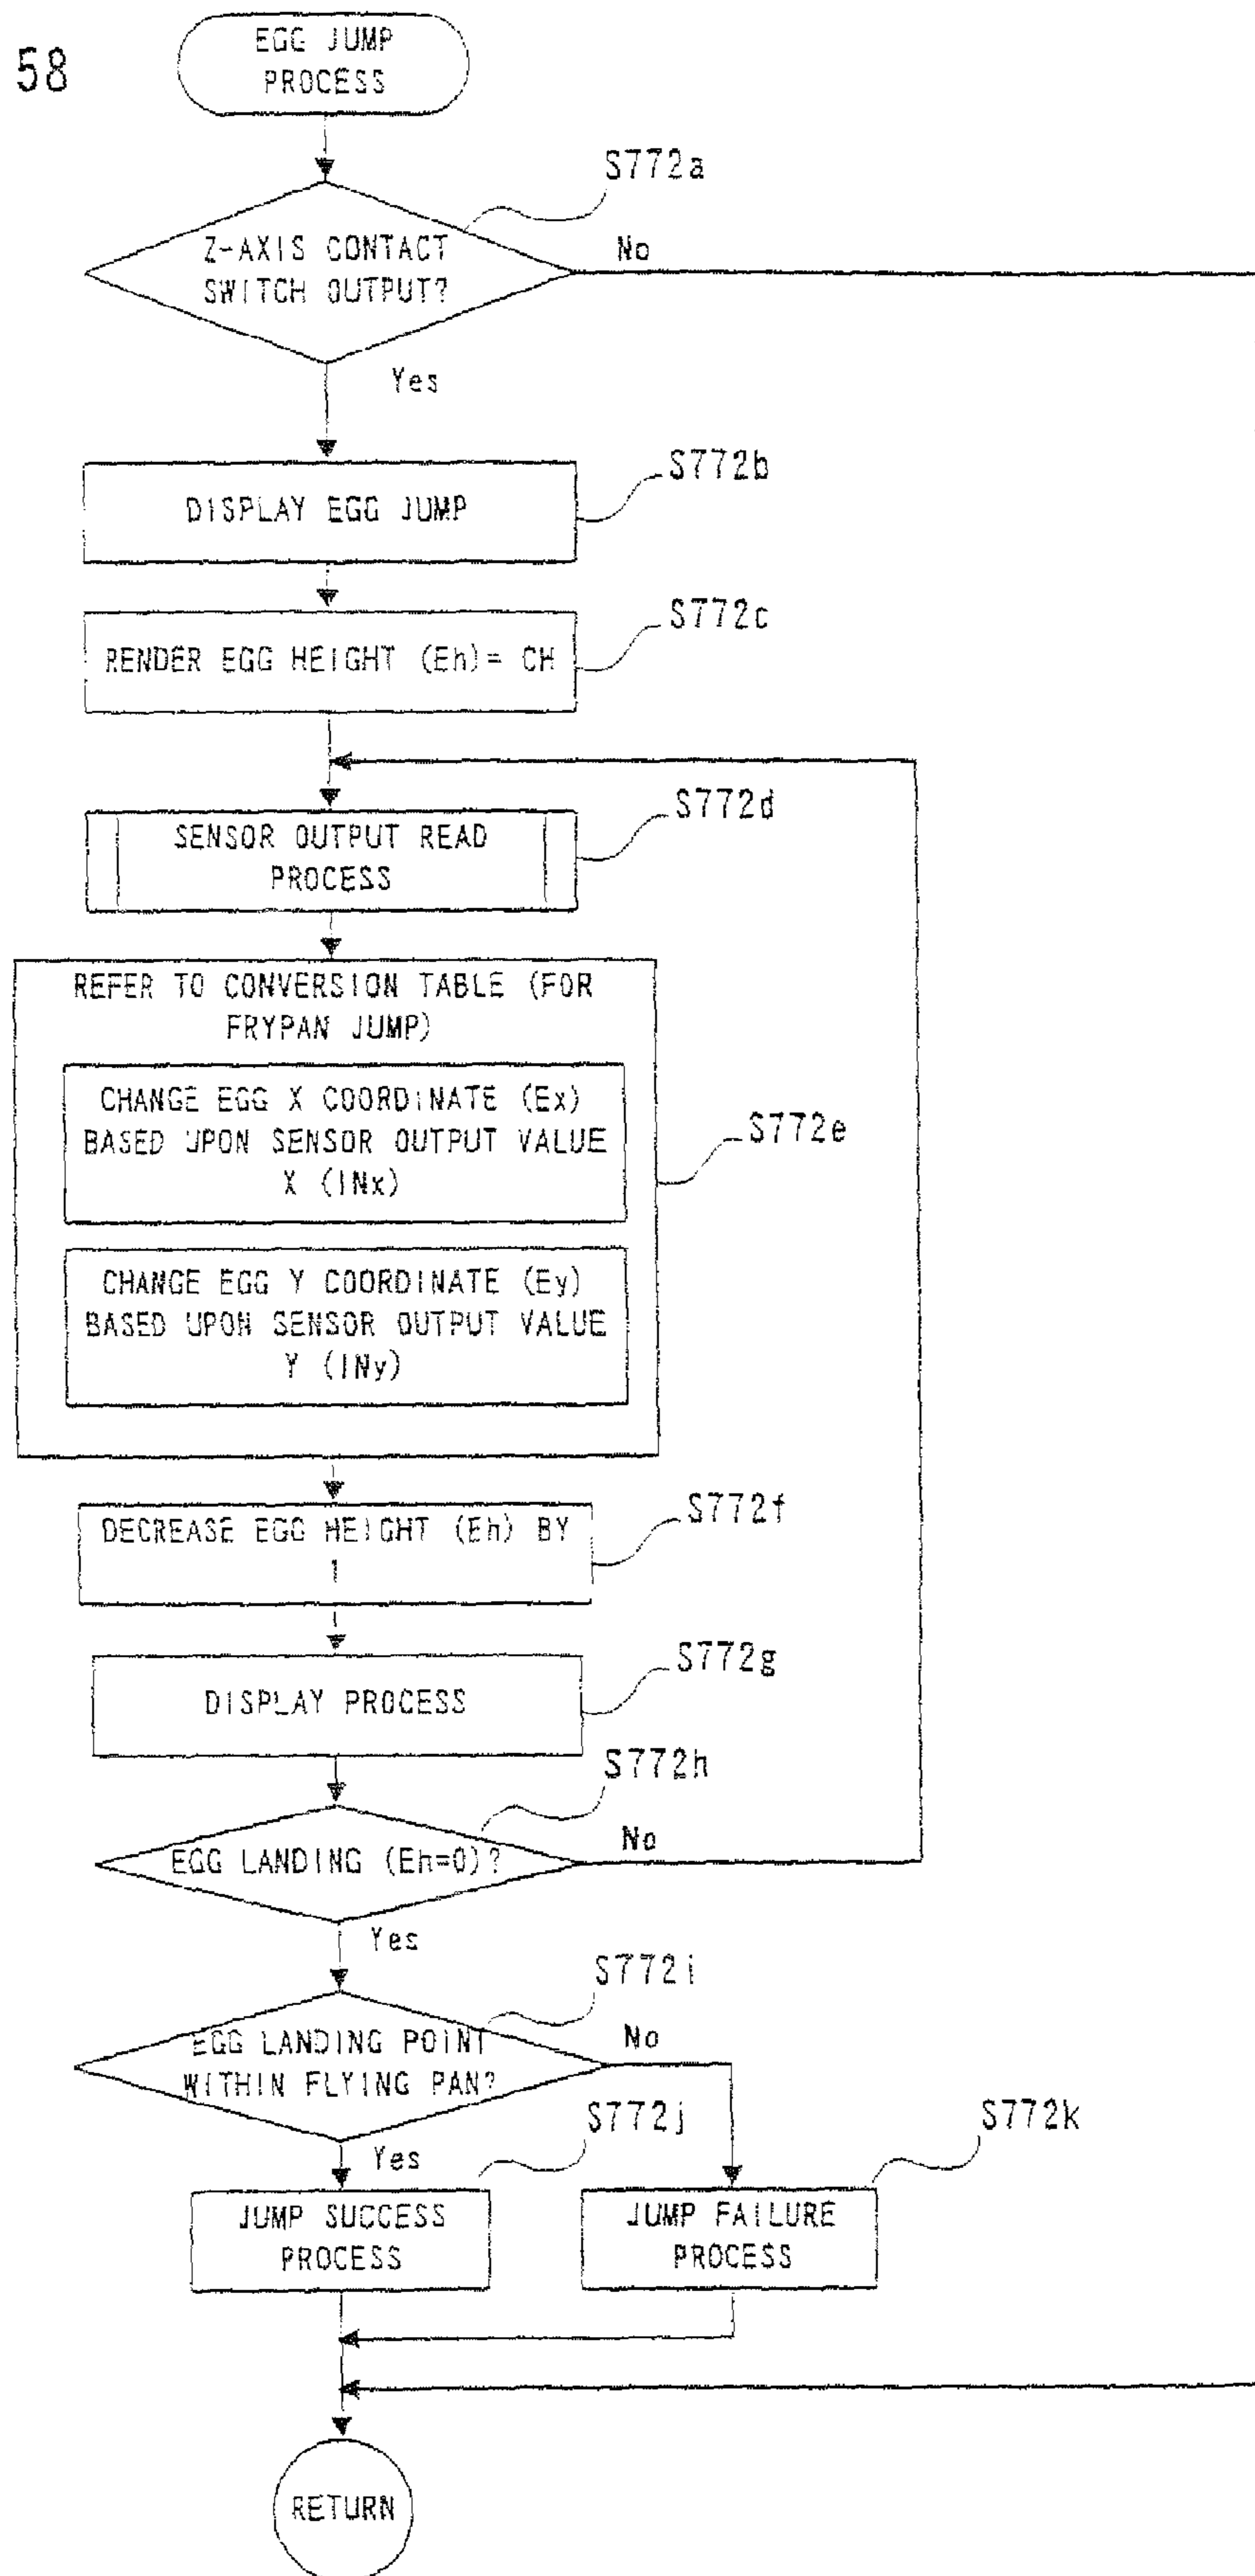 58
EGG JUMP
PROCESS
S772a
Z-AXIS CONTACT
SWITCH OUTPUT?
No
Yes
S772b
DISPLAY EGG JUMP
S772c
RENDER EGG HEIGHT (Eh)= CH
S772d
SENSOR OUTPUT READ
PROCESS
REFER TO CONVERSION TABLE (FOR
FRYPAN JUMP)
CHANGE EGG X COORDINATE (Ex)
BASED UPON SENSOR OUTPUT VALUE
X (INx)
S772e
CHANGE EGG Y COORDINATE (Ey)
BASED UPON SENSOR OUTPUT VALUE
Y (INy)
S772f
DECREASE EGG HEIGHT (Eh) BY
1
S772g
DISPLAY PROCESS
S772h
EGG LANDING (Eh=0)?
No
Yes
S772i
EGG LANDING POINT
WITHIN FLYING PAN?
No
S772j
S772k
Yes
JUMP SUCCESS
PROCESS
JUMP FAILURE
PROCESS
RETURN